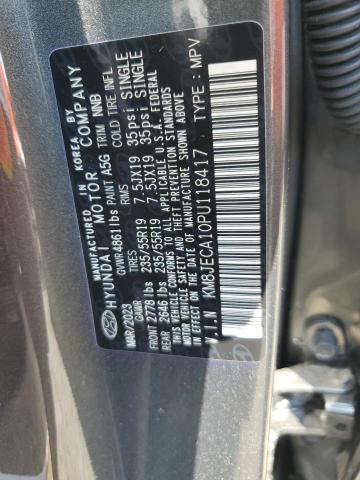 MANUFACTURED IN KOREA BY
HYUNDAI MOTOR COMPANY
MAR/2023 GVWR 4861lbs PAINT A5G TRIM NNB
GAWR TIRES RIMS COLD TIRE INFL
FRONT 2778 lbs 235/55R19 7.5JX19 35psi SINGLE
REAR 2646 lbs 235/55R19 7.5JX19 35psi SINGLE
THIS VEHICLE CONFORMS TO ALL APPLICABLE U.S.A. FEDERAL
MOTOR VEHICLE SAFETY, BUMPER, AND THEFT PREVENTION
STANDARDS IN EFFECT ON THE DATE OF MANUFACTURE SHOWN ABOVE
V.I.N : KM8JECA10PU118417 TYPE : MPV